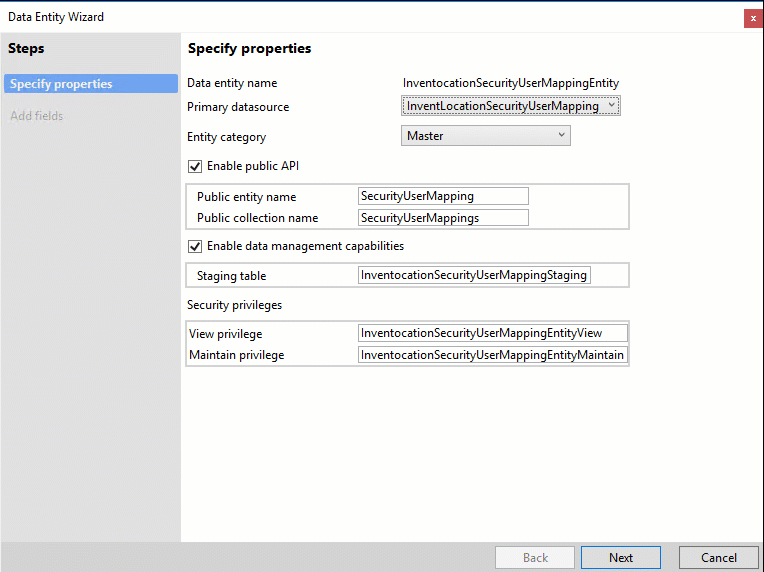 Data Entity Wizard
x
Steps
Specify properties
Add fields
Specify properties
Data entity name InventocationSecurityUserMappingEntity
Primary datasource InventLocationSecurityUserMapping
Entity category Master
Enable public API
Public entity name SecurityUserMapping
Public collection name SecurityUserMappings
Enable data management capabilities
Staging table InventocationSecurityUserMappingStaging
Security privileges
View privilege InventocationSecurityUserMappingEntityView
Maintain privilege InventocationSecurityUserMappingEntityMaintain
Back Next Cancel